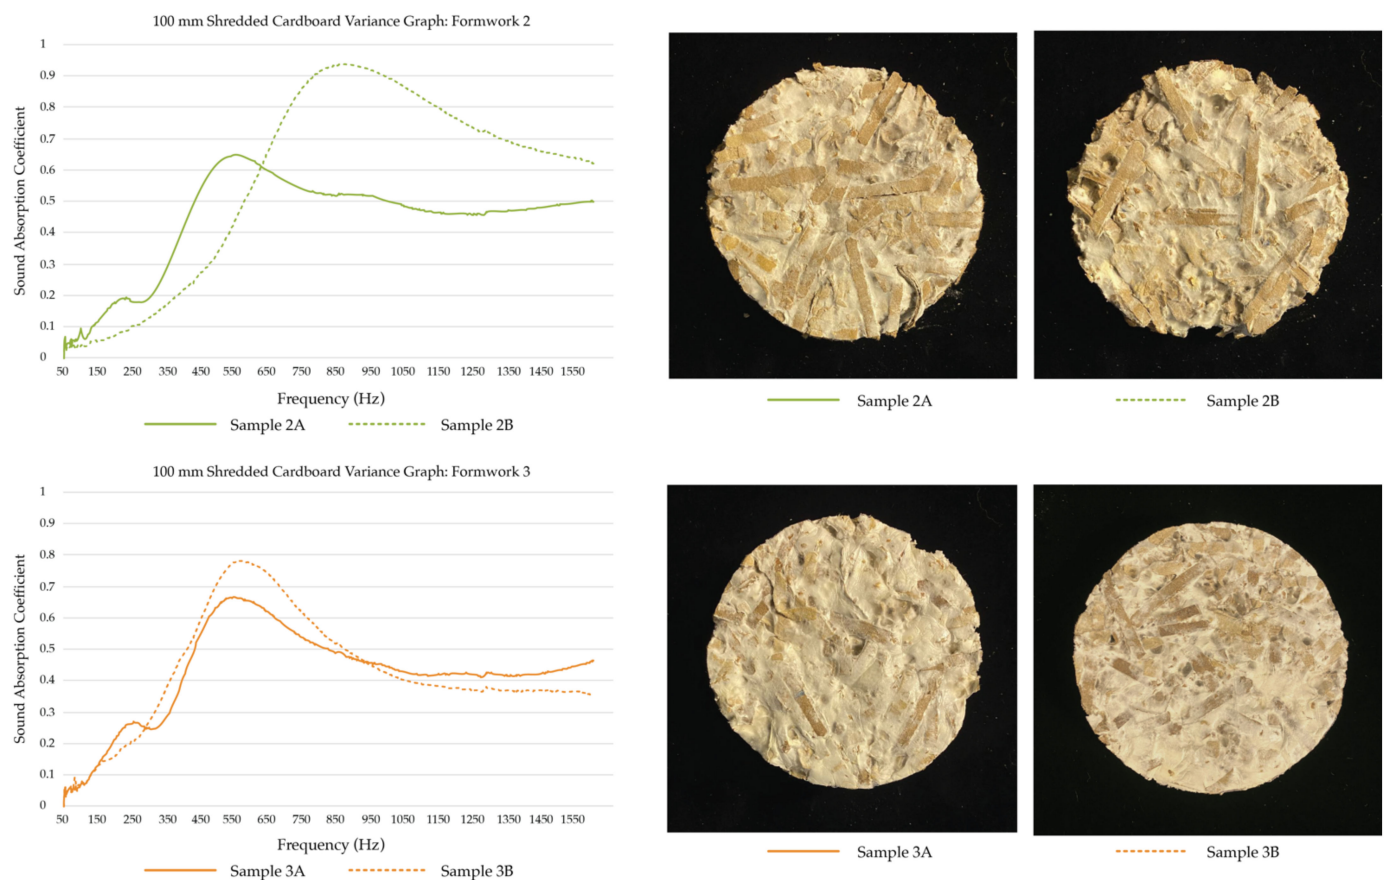 100 mm Shredded Cardboard Variance Graph: Formwork 2
Sound Absorption Coefficient
1
0.9
0.8
0.7
0.6
0.5
0.4
0.3
0.2
0.1
0
50 150 250 350 450 550 650 750 850 950 1050 1150 1250 1350 1450 1550
Frequency (Hz)
Sample 2A Sample 2B
Sample 2A
Sample 2B
100 mm Shredded Cardboard Variance Graph: Formwork 3
Sound Absorption Coefficient
1
0.9
0.8
0.7
0.6
0.5
0.4
0.3
0.2
0.1
0
50 150 250 350 450 550 650 750 850 950 1050 1150 1250 1350 1450 1550
Frequency (Hz)
Sample 3A Sample 3B
Sample 3A
Sample 3B